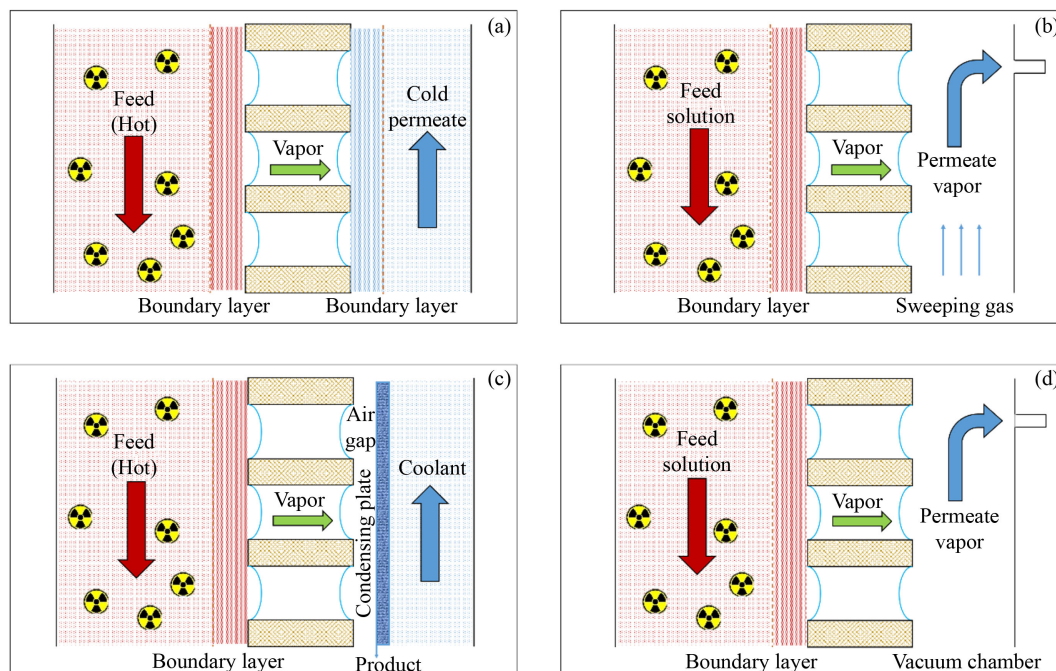 (a)
Feed
(Hot)
Vapor
Cold
permeate
Boundary layer
Boundary layer
(b)
Feed
solution
Vapor
Permeate
vapor
Boundary layer
Sweeping gas
(c)
Feed
(Hot)
Vapor
Air
gap
Condensing plate
Coolant
Boundary layer
Product
(d)
Feed
solution
Vapor
Permeate
vapor
Boundary layer
Vacuum chamber